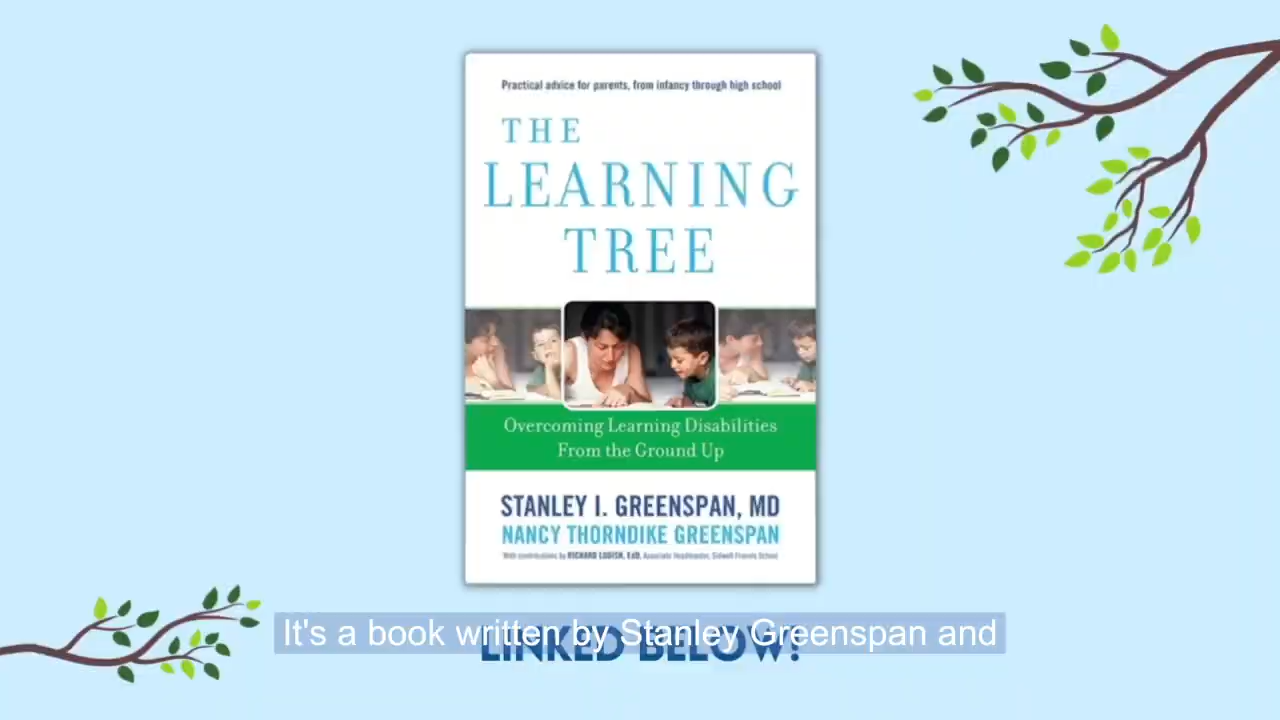 Practical advice for parents, from infancy through high school
THE
LEARNING
TREE
Overcoming Learning Disabilities
From the Ground Up
STANLEY I. GREENSPAN, MD
NANCY THORNDIKE GREENSPAN
With contributions by RICHARD LODISH, EdD, Associate Headmaster, Sidwell Friends School
It's a book written by Stanley Greenspan and
LINKED BELOW!